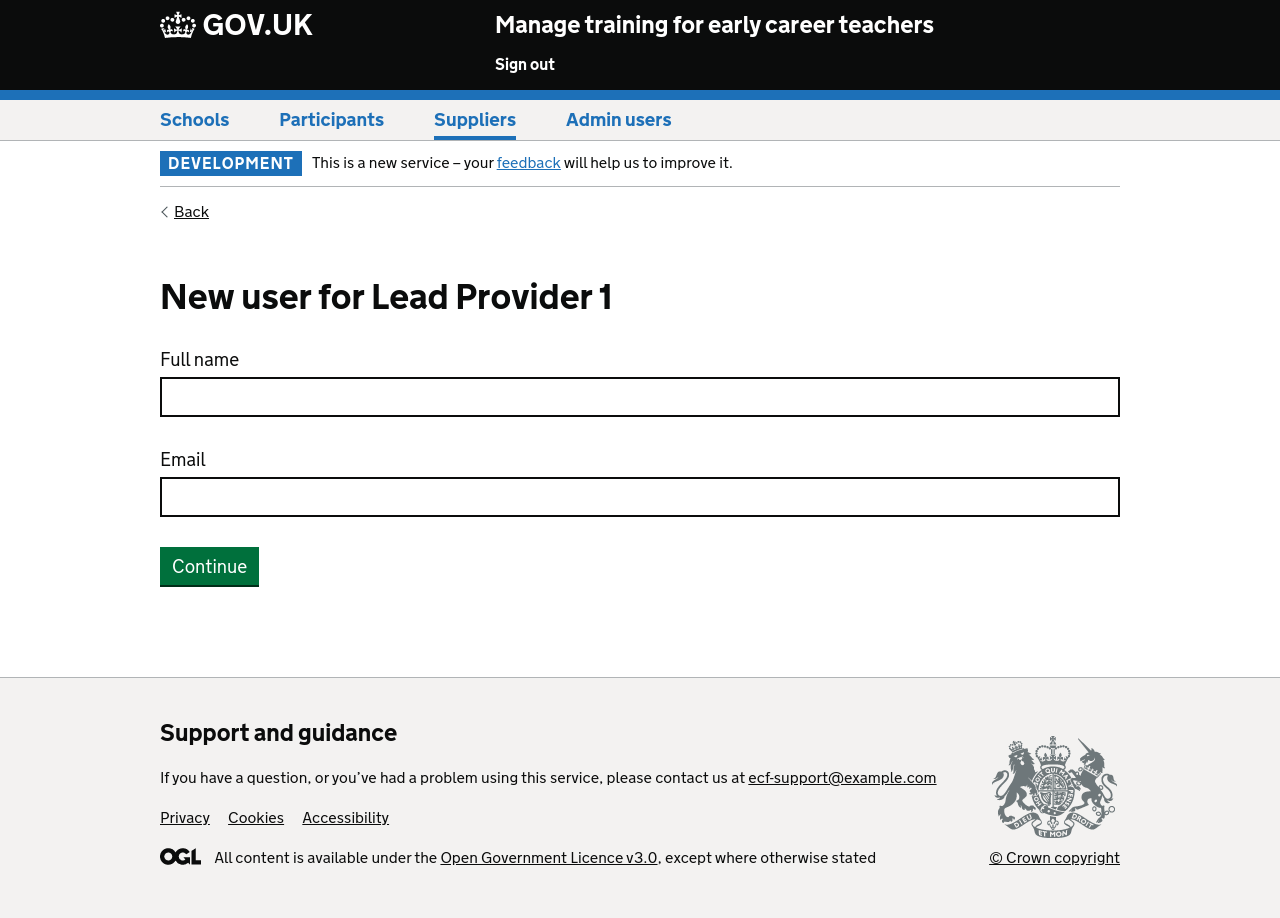 GOV.UK
Manage training for early career teachers
Sign out
Schools Participants Suppliers Admin users
DEVELOPMENT This is a new service – your feedback will help us to improve it.
Back
New user for Lead Provider 1
Full name
Email
Continue
Support and guidance
If you have a question, or you’ve had a problem using this service, please contact us at ecf-support@example.com
Privacy Cookies Accessibility
OGL All content is available under the Open Government Licence v3.0, except where otherwise stated
DIEU ET MON DROIT
© Crown copyright